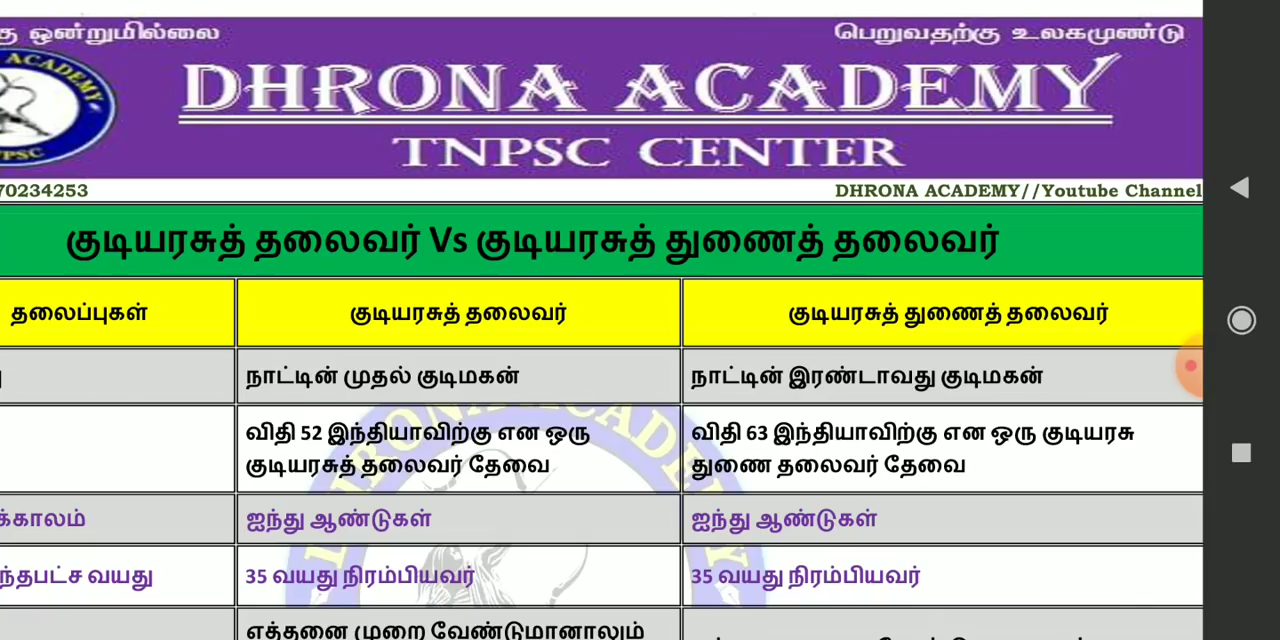 ஒன்றுமில்லை
பெறுவதற்கு உலகமுண்டு
ACADEMY
DHRONA ACADEMY
TNPSC CENTER
70234253
DHRONA ACADEMY//Youtube Channel
குடியரசுத் தலைவர் Vs குடியரசுத் துணைத் தலைவர்
தலைப்புகள்
குடியரசுத் தலைவர்
குடியரசுத் துணைத் தலைவர்
நாட்டின் முதல் குடிமகன்
நாட்டின் இரண்டாவது குடிமகன்
விதி 52 இந்தியாவிற்கு என ஒரு
குடியரசுத் தலைவர் தேவை
விதி 63 இந்தியாவிற்கு என ஒரு குடியரசு
துணை தலைவர் தேவை
ஐந்து ஆண்டுகள்
ஐந்து ஆண்டுகள்
வயது
35 வயது நிரம்பியவர்
35 வயது நிரம்பியவர்
எத்தனை முறை வேண்டுமானாலும்